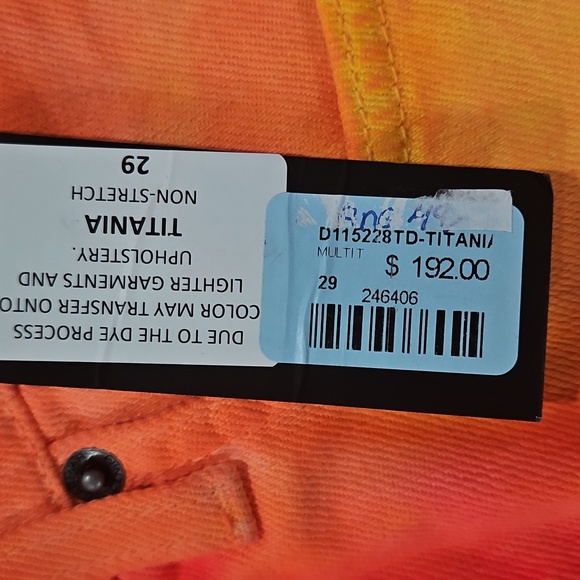 29
NON-STRETCH
TITANIA
UPHOLSTERY.
LIGHTER GARMENTS AND
COLOR MAY TRANSFER ONTO
DUE TO THE DYE PROCESS
D115228TD-TITANIA
MULTIT
$ 192.00
29
246406